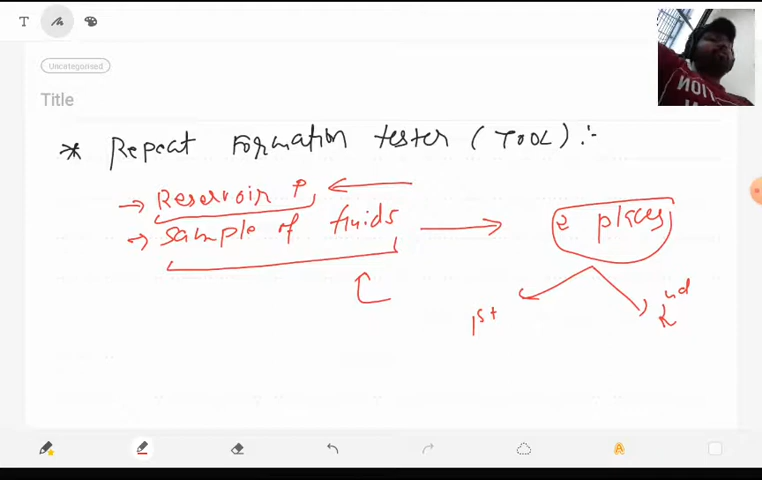 T
Uncategorised
Title
* Repeat Formation tester (TOOL) :-
→ Reservoir P
→ sample of fluids → 2 places
1st
2nd